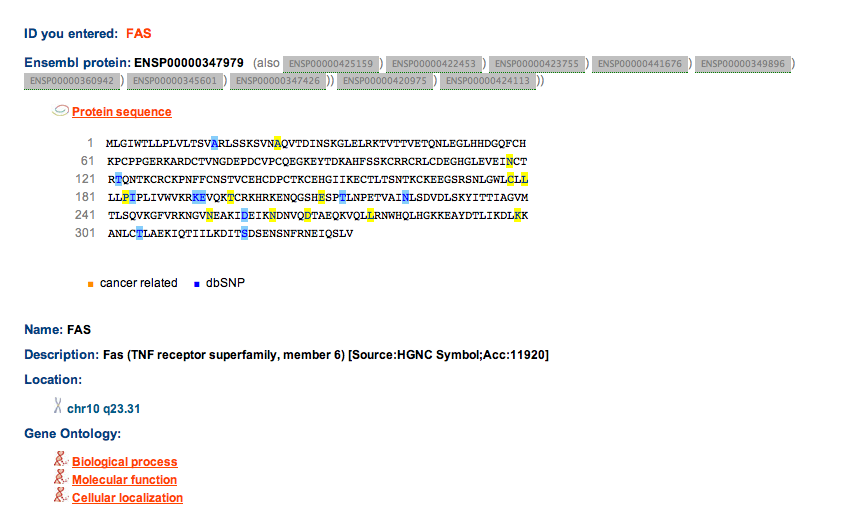 ID you entered: FAS
Ensembl protein: ENSP00000347979 (also ENSP00000425159) ENSP00000422453) ENSP00000423755) ENSP00000441676) ENSP00000349896)
ENSP00000360942) ENSP00000345601) ENSP00000347426)) ENSP00000420975) ENSP00000424113))
Protein sequence
1 MLGIWTLLPLVLTSVARLSSKSVNAQVTDINSKGLELRKTVTTVETQNLEGLHHDGQFCH
61 KPCPPGERKARDCTVNGDEPDCVPCQEGKEYTDKAHFSSKCRRCRLCDEGHGLEVEINCT
121 RTQNTKCRCKPNFFCNSTVCEHCDPCTKCEHGIIKECTLTSNTKCKEEGSRSNLGWLCLL
181 LLPIPLIVWVKRKEVQKTCRKHRKENQGSHESPTLNPETVAINLSDVDLSKYITTIAGVM
241 TLSQVKGFVRKNGVNEAKIDEIKNDNVQDTAEQKVQLLRNWHQLHGKKEAYDTLIKDLKK
301 ANLCTLAEKIQTIILKDITSDSENSNFRNEIQSLV
cancer related dbSNP
Name: FAS
Description: Fas (TNF receptor superfamily, member 6) [Source:HGNC Symbol;Acc:11920]
Location:
chr10 q23.31
Gene Ontology:
Biological process
Molecular function
Cellular localization